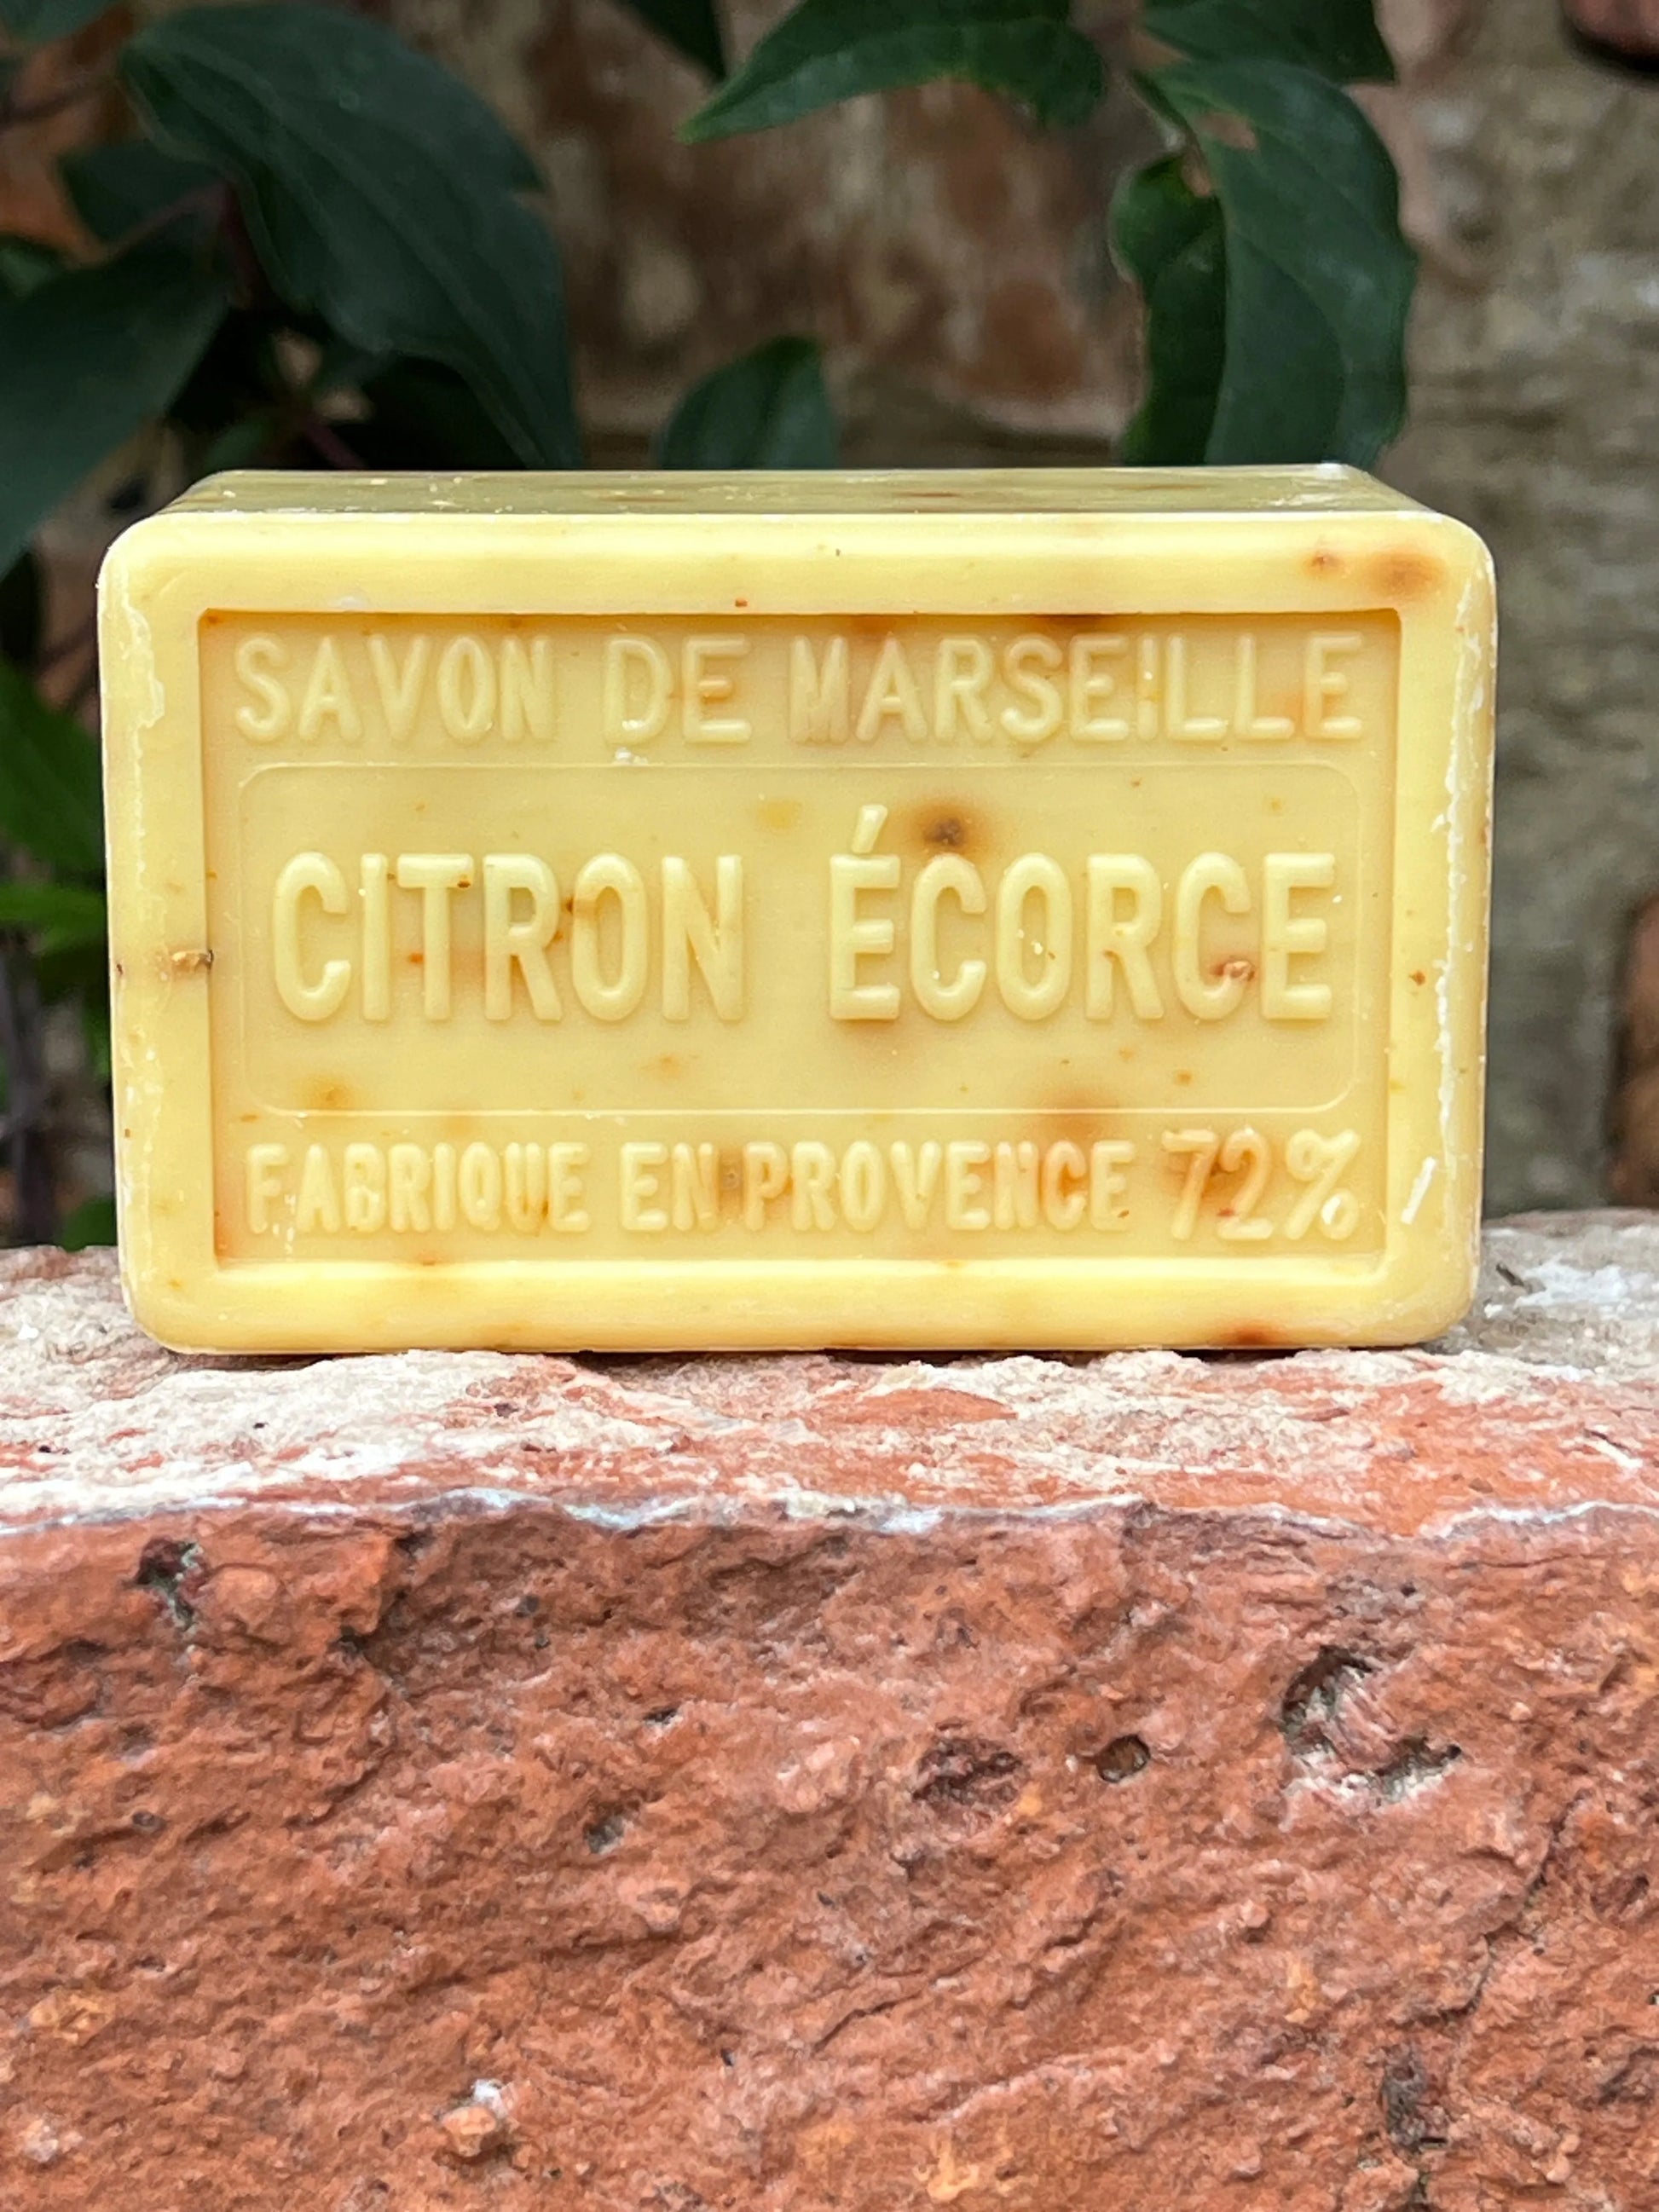 SAVON DE MARSEILLE
CITRON ÉCORCE
FABRIQUE EN PROVENCE 72%